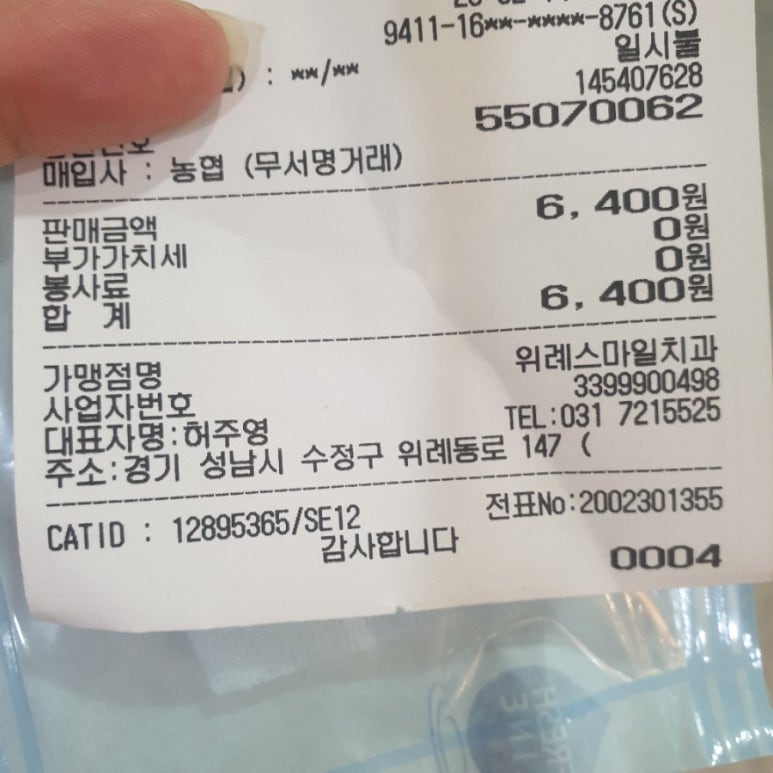 9411-16**-****-8761(S)
일시불
: **/**
145407628
55070062
매입사 : 농협 (무서명거래)
판매금액 6,400원
부가가치세 0원
봉사료 0원
합 계 6,400원
가맹점명 위례스마일치과
사업자번호 3399900498
대표자명:허주영 TEL:031 7215525
주소:경기 성남시 수정구 위례동로 147 (
CATID : 12895365/SE12 전표No:2002301355
감사합니다
0004